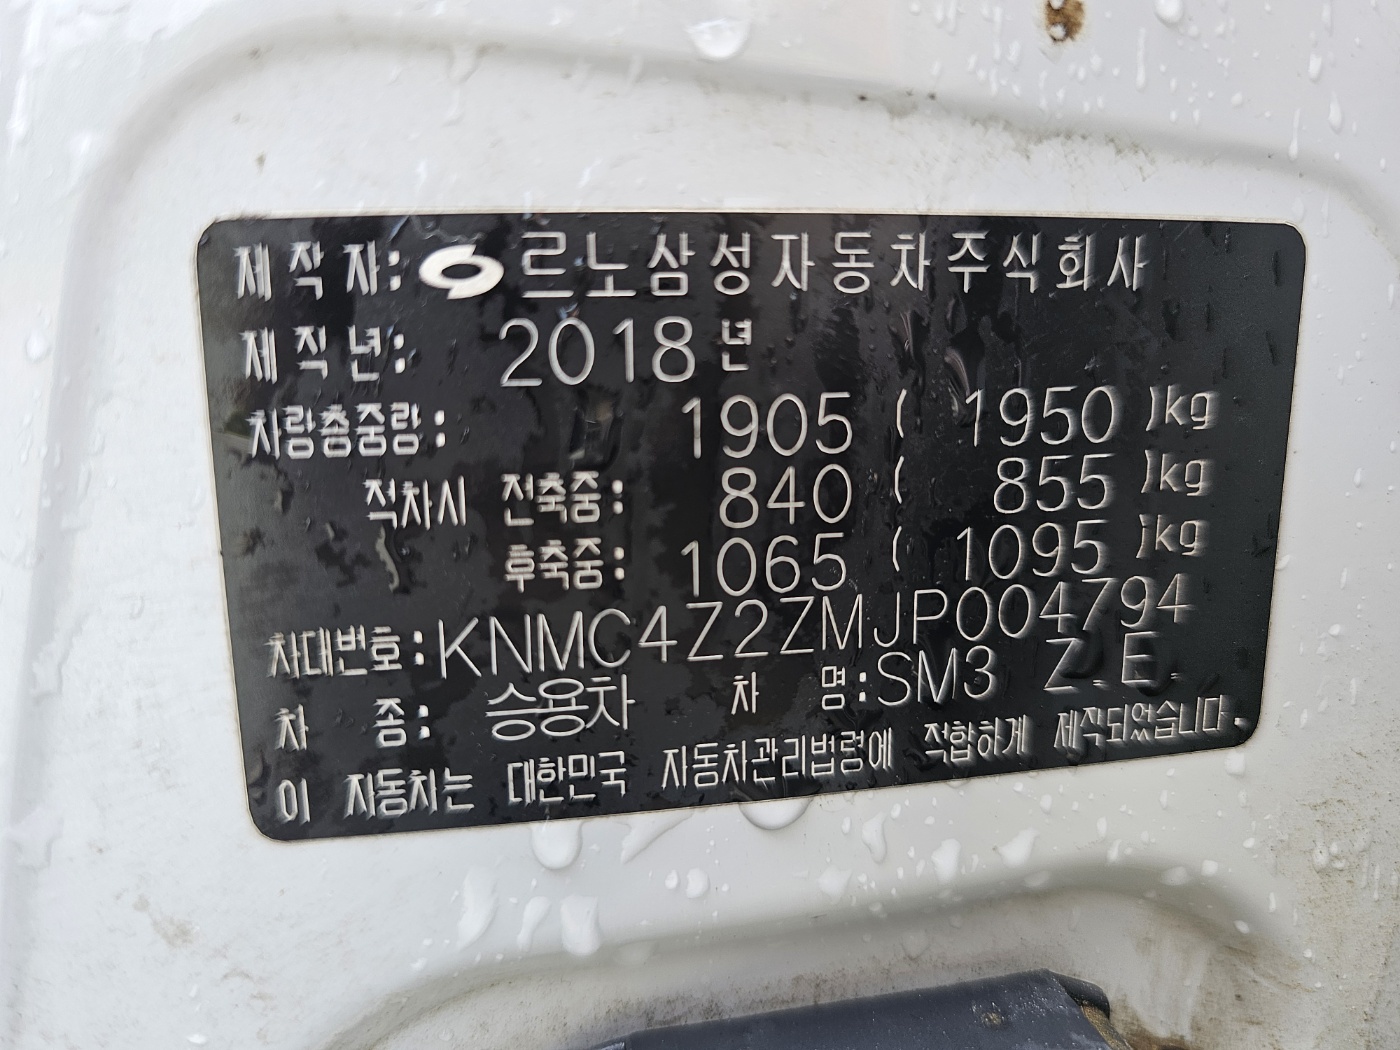 제 작 자: 르노삼성자동차주식회사
제 작 년: 2018 년
차량총중량: 1905 ( 1950 )kg
적차시 전축중: 840 ( 855 )kg
후축중: 1065 ( 1095 )kg
차대번호: KNMC4Z2ZMJP004794
차 종: 승용차 차 명: SM3 Z.E.
이 자동차는 대한민국 자동차관리법령에 적합하게 제작되었습니다.